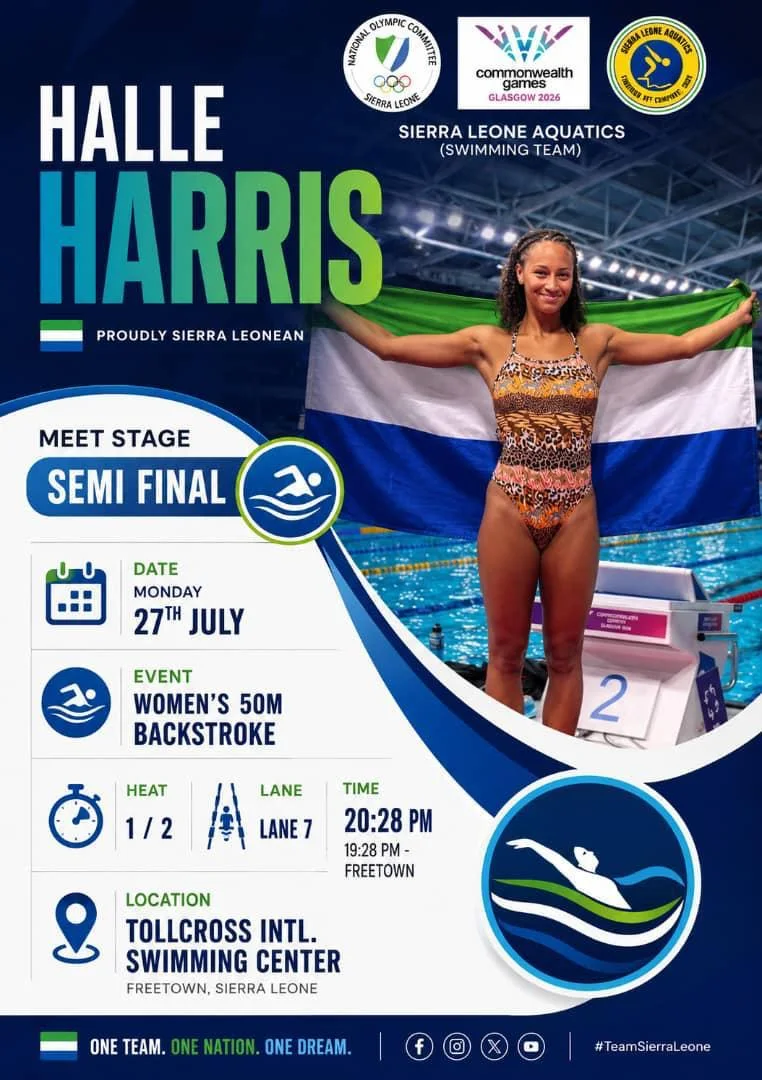 NATIONAL OLYMPIC COMMITTEE
SIERRA LEONE
commonwealth
games
GLASGOW 2026
SIERRA LEONE AQUATICS
SIERRA LEONE AQUATICS
(SWIMMING TEAM)
HALLE
HARRIS
PROUDLY SIERRA LEONEAN
MEET STAGE
SEMI FINAL
DATE
MONDAY
27TH JULY
EVENT
WOMEN'S 50M
BACKSTROKE
HEAT
1 / 2
LANE
LANE 7
TIME
20:28 PM
19:28 PM -
FREETOWN
LOCATION
TOLLCROSS INTL.
SWIMMING CENTER
FREETOWN, SIERRA LEONE
2
ONE TEAM. ONE NATION. ONE DREAM.
#TeamSierraLeone